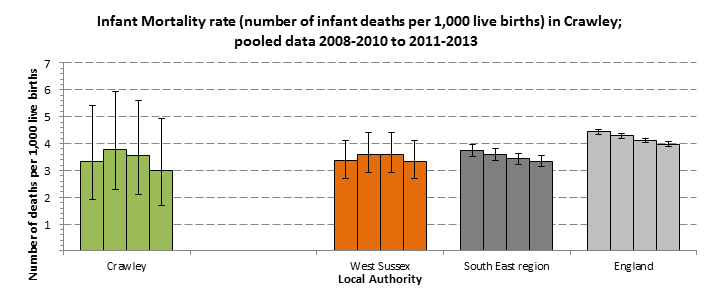 Infant Mortality rate (number of infant deaths per 1,000 live births) in Crawley;
pooled data 2008-2010 to 2011-2013
Number of deaths per 1,000 live births
7
6
5
4
3
2
1
Crawley
West Sussex
South East region
England
Local Authority